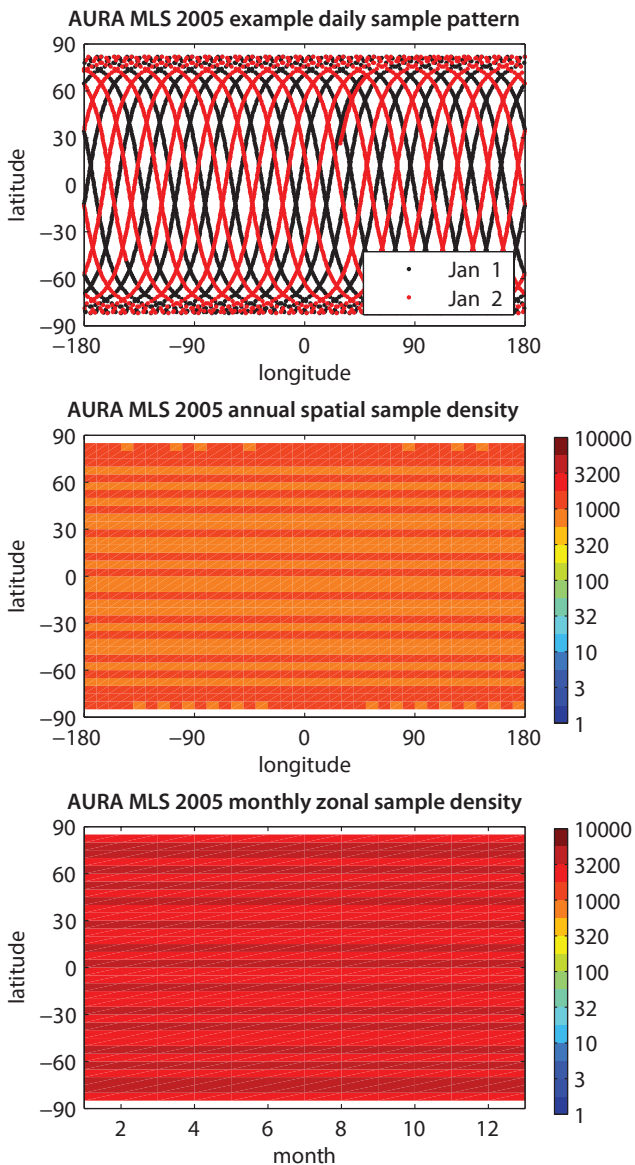 AURA MLS 2005 example daily sample pattern
90
60
30
0
−30
−60
−90
latitude
Jan 1
Jan 2
−180 −90 0 90 180
longitude
AURA MLS 2005 annual spatial sample density
90
60
30
0
−30
−60
−90
latitude
−180 −90 0 90 180
longitude
10000
3200
1000
320
100
32
10
3
1
AURA MLS 2005 monthly zonal sample density
90
60
30
0
−30
−60
−90
latitude
2 4 6 8 10 12
month
10000
3200
1000
320
100
32
10
3
1